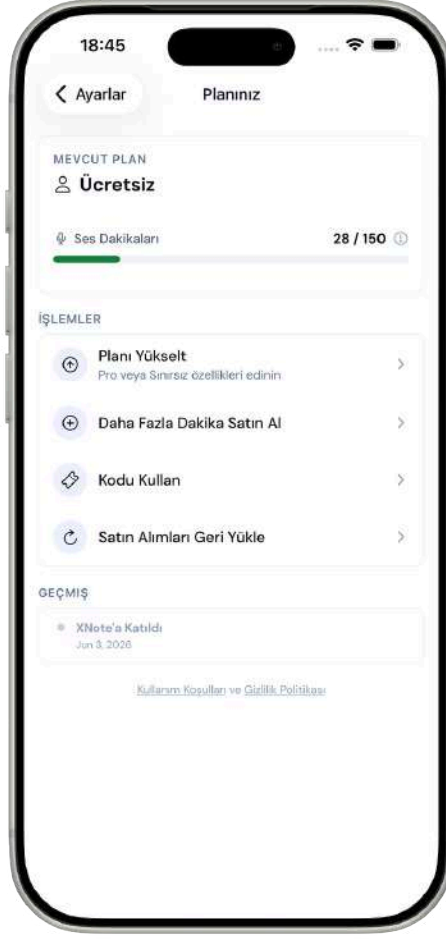 18:45
Ayarlar
Planınız
MEVCUT PLAN
Ücretsiz
Ses Dakikaları 28 / 150
İŞLEMLER
Planı Yükselt
Pro veya Sınırsız özellikleri edinin
Daha Fazla Dakika Satın Al
Kodu Kullan
Satın Alımları Geri Yükle
GEÇMİŞ
XNote'a Katıldı
Jun 3, 2026
Kullanım Koşulları ve Gizlilik Politikası